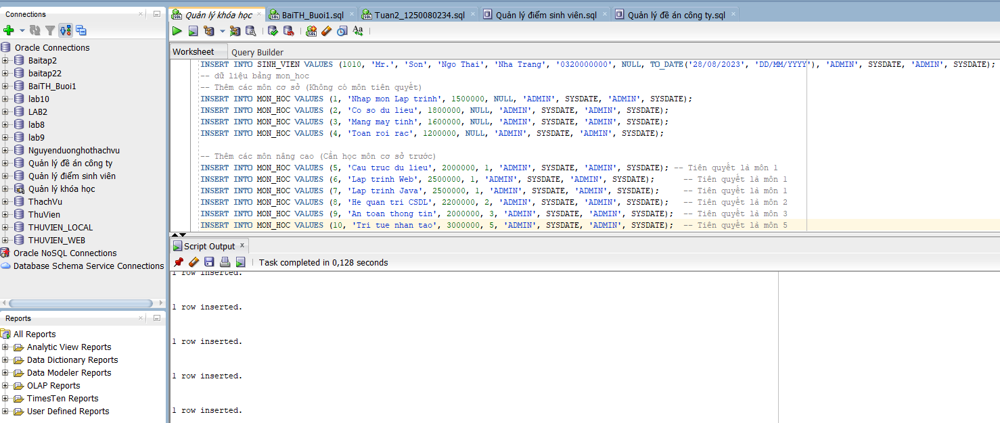 Connections
Oracle Connections
Baitap2
baitap22
BaiTH_Buoi1
lab10
LAB2
lab8
lab9
Nguyenduonghothachvu
Quản lý đề án công ty
Quản lý điểm sinh viên
Quản lý khóa học
ThachVu
ThuVien
THUVIEN_LOCAL
THUVIEN_WEB
Oracle NoSQL Connections
Database Schema Service Connections
Reports
All Reports
Analytic View Reports
Data Dictionary Reports
Data Modeler Reports
OLAP Reports
TimesTen Reports
User Defined Reports
Quản lý khóa học
BaiTH_Buoi1.sql
Tuan2_1250080234.sql
Quản lý điểm sinh viên.sql
Quản lý đề án công ty.sql
Worksheet
Query Builder
INSERT INTO SINH_VIEN VALUES (1010, 'Mr.', 'Son', 'Ngo Thai', 'Nha Trang', '0320000000', NULL, TO_DATE('28/08/2023', 'DD/MM/YYYY'), 'ADMIN', SYSDATE, 'ADMIN', SYSDATE);
-- dữ liệu bảng mon_hoc
-- Thêm các môn cơ sở (Không có môn tiên quyết)
INSERT INTO MON_HOC VALUES (1, 'Nhap mon Lap trinh', 1500000, NULL, 'ADMIN', SYSDATE, 'ADMIN', SYSDATE);
INSERT INTO MON_HOC VALUES (2, 'Co so du lieu', 1800000, NULL, 'ADMIN', SYSDATE, 'ADMIN', SYSDATE);
INSERT INTO MON_HOC VALUES (3, 'Mang may tinh', 1600000, NULL, 'ADMIN', SYSDATE, 'ADMIN', SYSDATE);
INSERT INTO MON_HOC VALUES (4, 'Toan roi rac', 1200000, NULL, 'ADMIN', SYSDATE, 'ADMIN', SYSDATE);
-- Thêm các môn nâng cao (Cần học môn cơ sở trước)
INSERT INTO MON_HOC VALUES (5, 'Cau truc du lieu', 2000000, 1, 'ADMIN', SYSDATE, 'ADMIN', SYSDATE); -- Tiên quyết là môn 1
INSERT INTO MON_HOC VALUES (6, 'Lap trinh Web', 2500000, 1, 'ADMIN', SYSDATE, 'ADMIN', SYSDATE); -- Tiên quyết là môn 1
INSERT INTO MON_HOC VALUES (7, 'Lap trinh Java', 2500000, 1, 'ADMIN', SYSDATE, 'ADMIN', SYSDATE); -- Tiên quyết là môn 1
INSERT INTO MON_HOC VALUES (8, 'He quan tri CSDL', 2200000, 2, 'ADMIN', SYSDATE, 'ADMIN', SYSDATE); -- Tiên quyết là môn 2
INSERT INTO MON_HOC VALUES (9, 'An toan thong tin', 2000000, 3, 'ADMIN', SYSDATE, 'ADMIN', SYSDATE); -- Tiên quyết là môn 3
INSERT INTO MON_HOC VALUES (10, 'Tri tue nhan tao', 3000000, 5, 'ADMIN', SYSDATE, 'ADMIN', SYSDATE); -- Tiên quyết là môn 5
Script Output
Task completed in 0,128 seconds
1 row inserted.
1 row inserted.
1 row inserted.
1 row inserted.
1 row inserted.